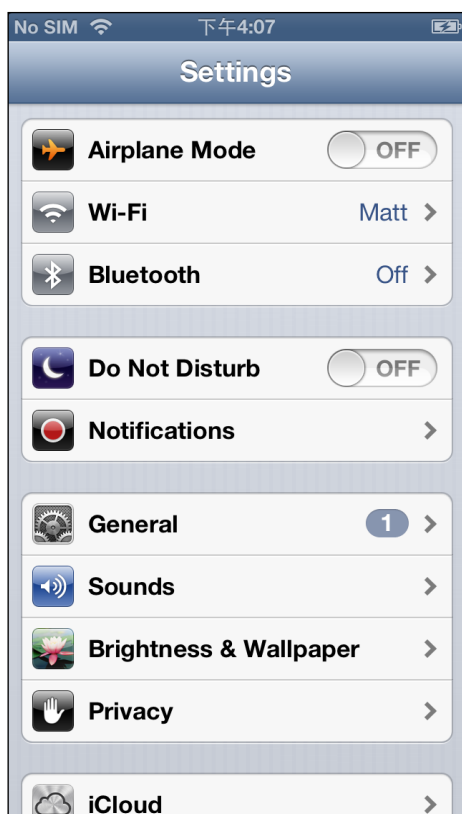 No SIM 下午4:07
Settings
Airplane Mode OFF
Wi-Fi Matt
Bluetooth Off
Do Not Disturb OFF
Notifications
General 1
Sounds
Brightness & Wallpaper
Privacy
iCloud